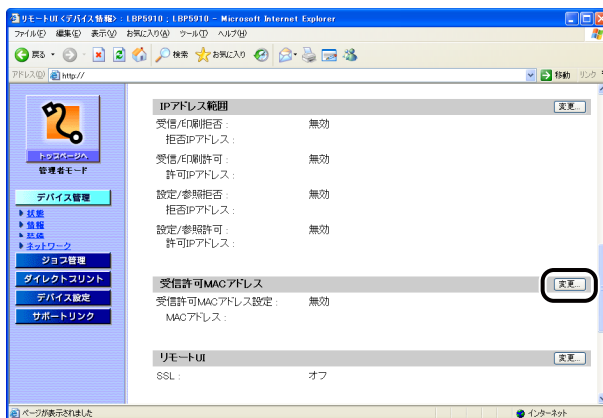 リモートUI <デバイス情報> : LBP5910 ; LBP5910 - Microsoft Internet Explorer
ファイル(F) 編集(E) 表示(V) お気に入り(A) ツール(T) ヘルプ(H)
戻る 検索 お気に入り
アドレス(D) http:// 移動 リンク
トップページへ
管理者モード
デバイス管理
状態
情報
ネットワーク
ジョブ管理
ダイレクトプリント
デバイス設定
サポートリンク
IPアドレス範囲 変更...
受信/印刷拒否 : 無効
拒否IPアドレス :
受信/印刷許可 : 無効
許可IPアドレス :
設定/参照拒否 : 無効
拒否IPアドレス :
設定/参照許可 : 無効
許可IPアドレス :
受信許可MACアドレス 変更...
受信許可MACアドレス設定 : 無効
MACアドレス :
リモートUI 変更...
SSL : オフ
ページが表示されました インターネット